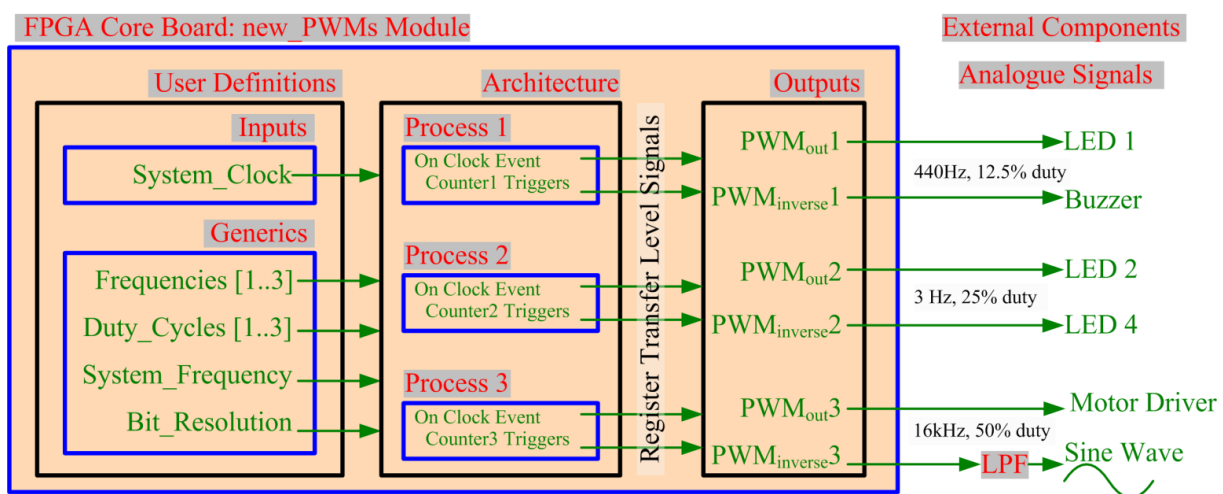 FPGA Core Board: new_PWMs Module
External Components
Analogue Signals
User Definitions
Architecture
Outputs
Inputs
System_Clock
Generics
Frequencies [1..3]
Duty_Cycles [1..3]
System_Frequency
Bit_Resolution
Process 1
On Clock Event
Counter1 Triggers
Process 2
On Clock Event
Counter2 Triggers
Process 3
On Clock Event
Counter3 Triggers
Register Transfer Level Signals
PWMout1
PWMinverse1
PWMout2
PWMinverse2
PWMout3
PWMinverse3
LED 1
440Hz, 12.5% duty
Buzzer
LED 2
3 Hz, 25% duty
LED 4
Motor Driver
16kHz, 50% duty
LPF
Sine Wave